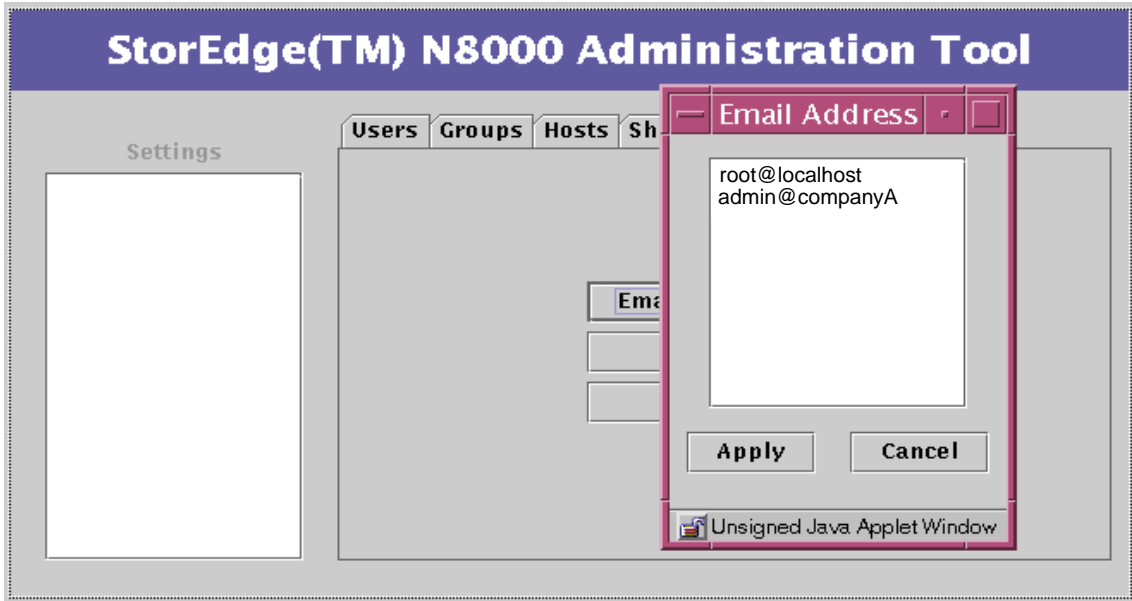 StorEdge(TM) N8000 Administration Tool
Settings
Users Groups Hosts Sh
Ema
Email Address
root@localhost
admin@companyA
Apply Cancel
Unsigned Java Applet Window